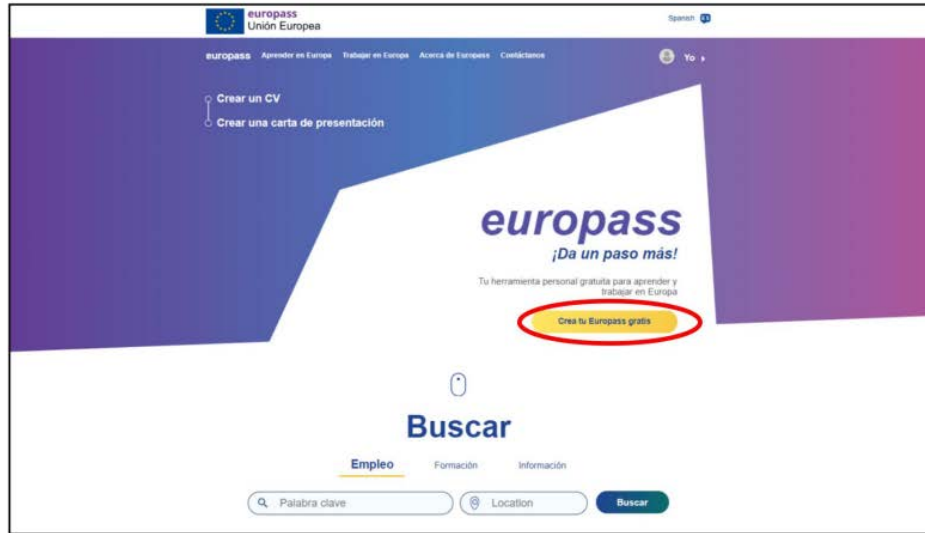 europass
Unión Europea
Spanish ES
europass Aprender en Europa Trabajar en Europa Acerca de Europass Contáctanos Yo
Crear un CV
Crear una carta de presentación
europass
¡Da un paso más!
Tu herramienta personal gratuita para aprender y
trabajar en Europa
Crea tu Europass gratis
Buscar
Empleo Formación Información
Palabra clave Location Buscar